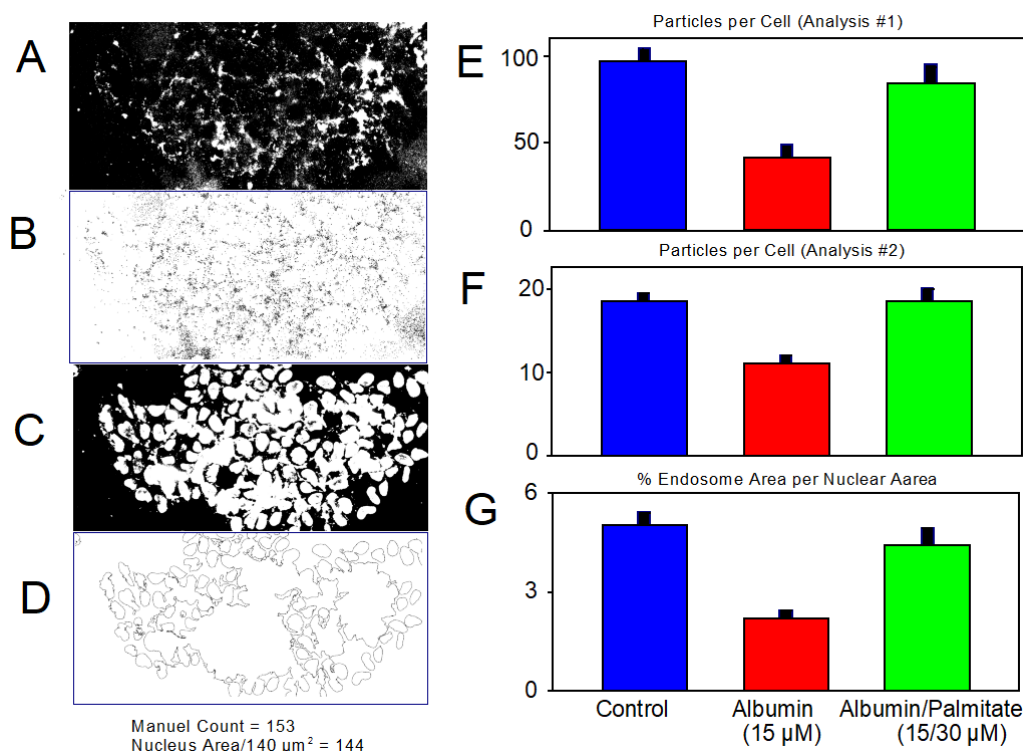 A
B
C
D
Manuel Count = 153
Nucleus Area/140 µm² = 144
Particles per Cell (Analysis #1)
E
100
50
0
Particles per Cell (Analysis #2)
F
20
10
0
% Endosome Area per Nuclear Aarea
G
6
3
0
Control
Albumin
(15 µM)
Albumin/Palmitate
(15/30 µM)